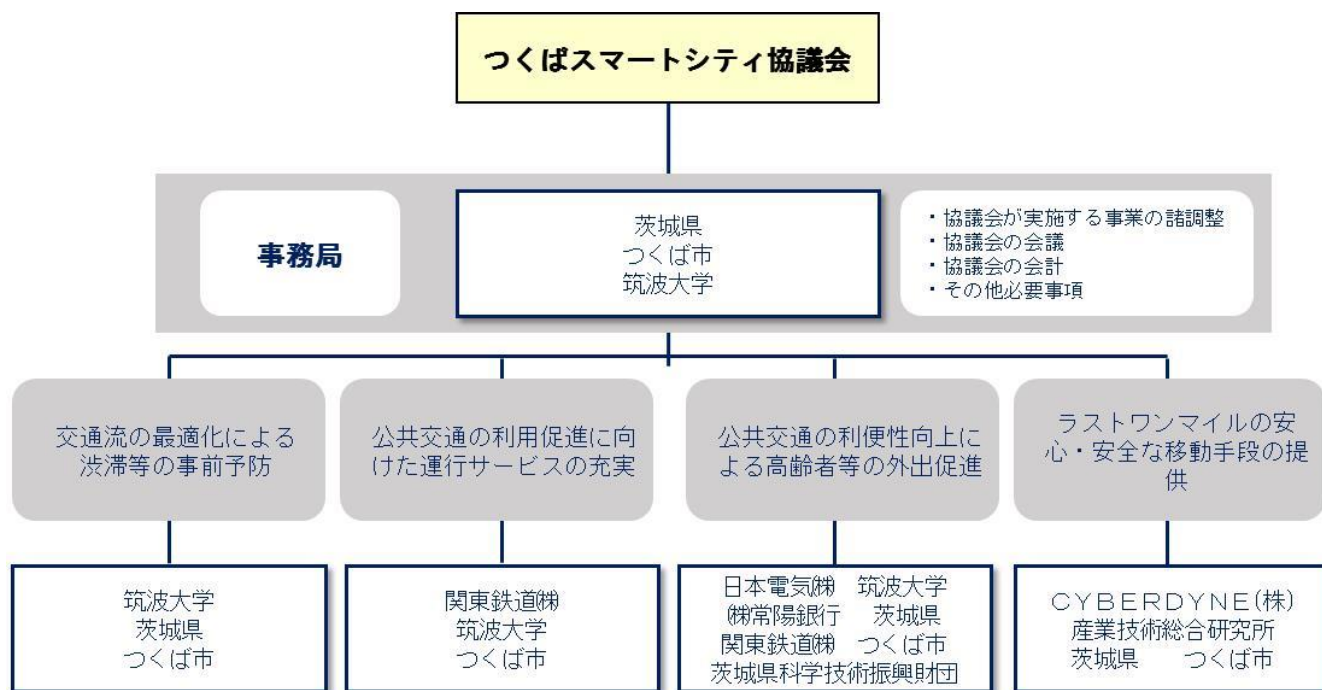 つくばスマートシティ協議会
事務局
茨城県
つくば市
筑波大学
・協議会が実施する事業の諸調整
・協議会の会議
・協議会の会計
・その他必要事項
交通流の最適化による
渋滞等の事前予防
公共交通の利用促進に向
けた運行サービスの充実
公共交通の利便性向上に
よる高齢者等の外出促進
ラストワンマイルの安
心・安全な移動手段の提
供
筑波大学
茨城県
つくば市
関東鉄道㈱
筑波大学
つくば市
日本電気㈱　筑波大学
㈱常陽銀行　茨城県
関東鉄道㈱　つくば市
茨城県科学技術振興財団
ＣＹＢＥＲＤＹＮＥ(株)
産業技術総合研究所
茨城県　　つくば市